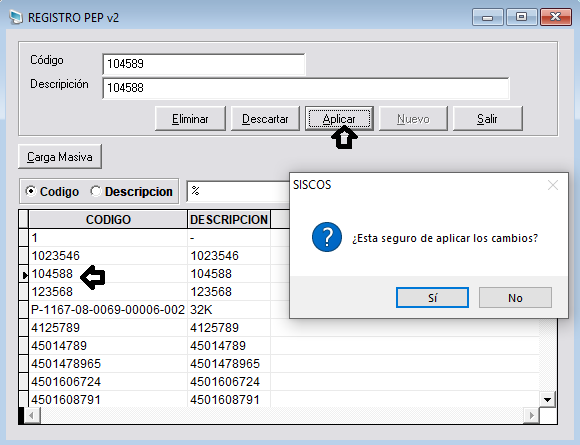 REGISTRO PEP v2
Código
104589
Descripición
104588
Eliminar
Descartar
Aplicar
Nuevo
Salir
Carga Masiva
Codigo
Descripcion
%
SISCOS
¿Esta seguro de aplicar los cambios?
Sí
No
CODIGO DESCRIPCION
1 -
1023546 1023546
104588 104588
123568 123568
P-1167-08-0069-00006-002 32K
4125789 4125789
45014789 45014789
4501478965 4501478965
4501606724 4501606724
4501608791 4501608791